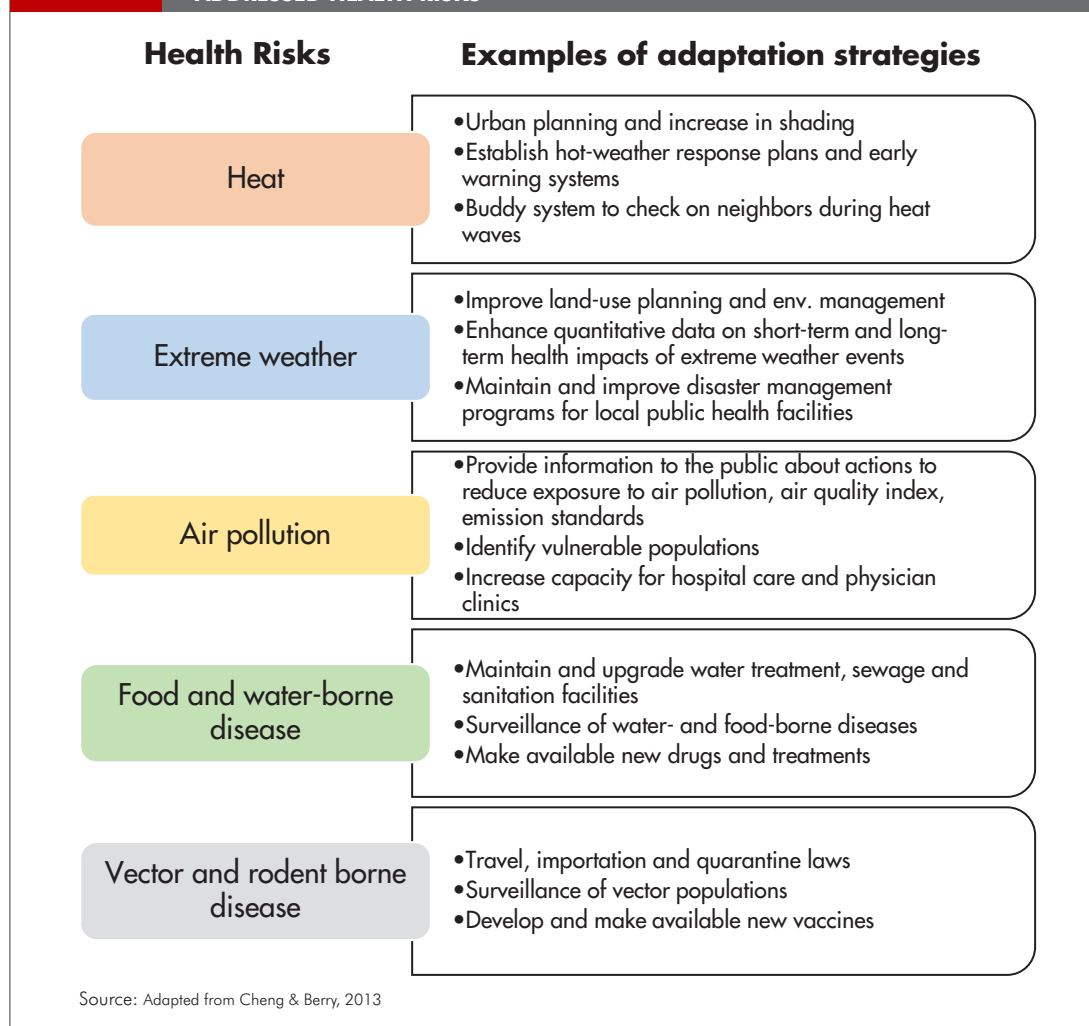 Health Risks
Examples of adaptation strategies
Heat
•Urban planning and increase in shading
•Establish hot-weather response plans and early
warning systems
•Buddy system to check on neighbors during heat
waves
Extreme weather
•Improve land-use planning and env. management
•Enhance quantitative data on short-term and long-
term health impacts of extreme weather events
•Maintain and improve disaster management
programs for local public health facilities
Air pollution
•Provide information to the public about actions to
reduce exposure to air pollution, air quality index,
emission standards
•Identify vulnerable populations
•Increase capacity for hospital care and physician
clinics
Food and water-borne
disease
•Maintain and upgrade water treatment, sewage and
sanitation facilities
•Surveillance of water- and food-borne diseases
•Make available new drugs and treatments
Vector and rodent borne
disease
•Travel, importation and quarantine laws
•Surveillance of vector populations
•Develop and make available new vaccines
Source: Adapted from Cheng & Berry, 2013